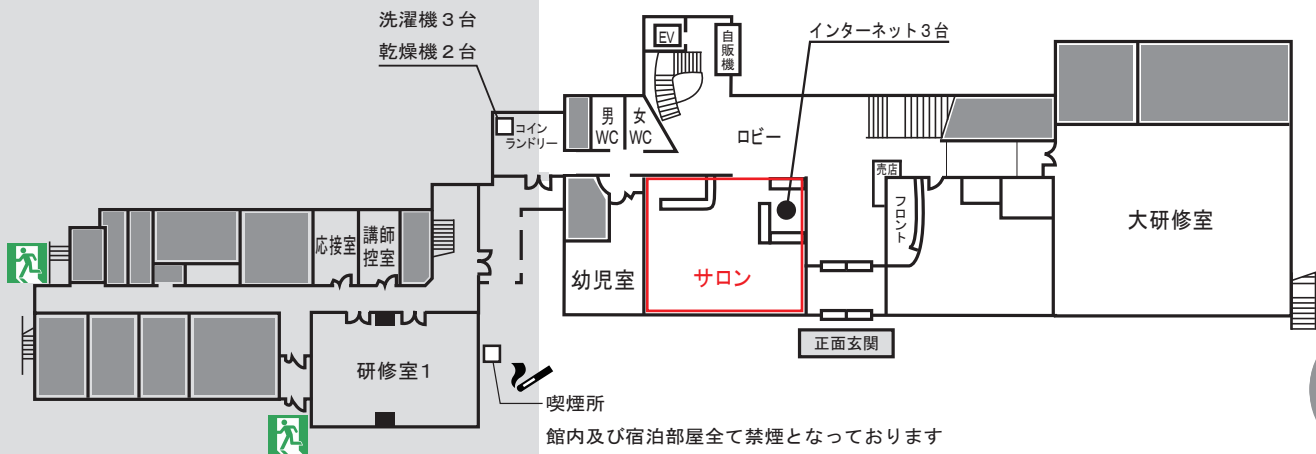 洗濯機３台
乾燥機２台
インターネット３台
EV
自販機
コイン
ランドリー
男
WC
女
WC
ロビー
売店
フロント
大研修室
応接室
講師
控室
幼児室
サロン
正面玄関
研修室1
喫煙所
館内及び宿泊部屋全て禁煙となっております